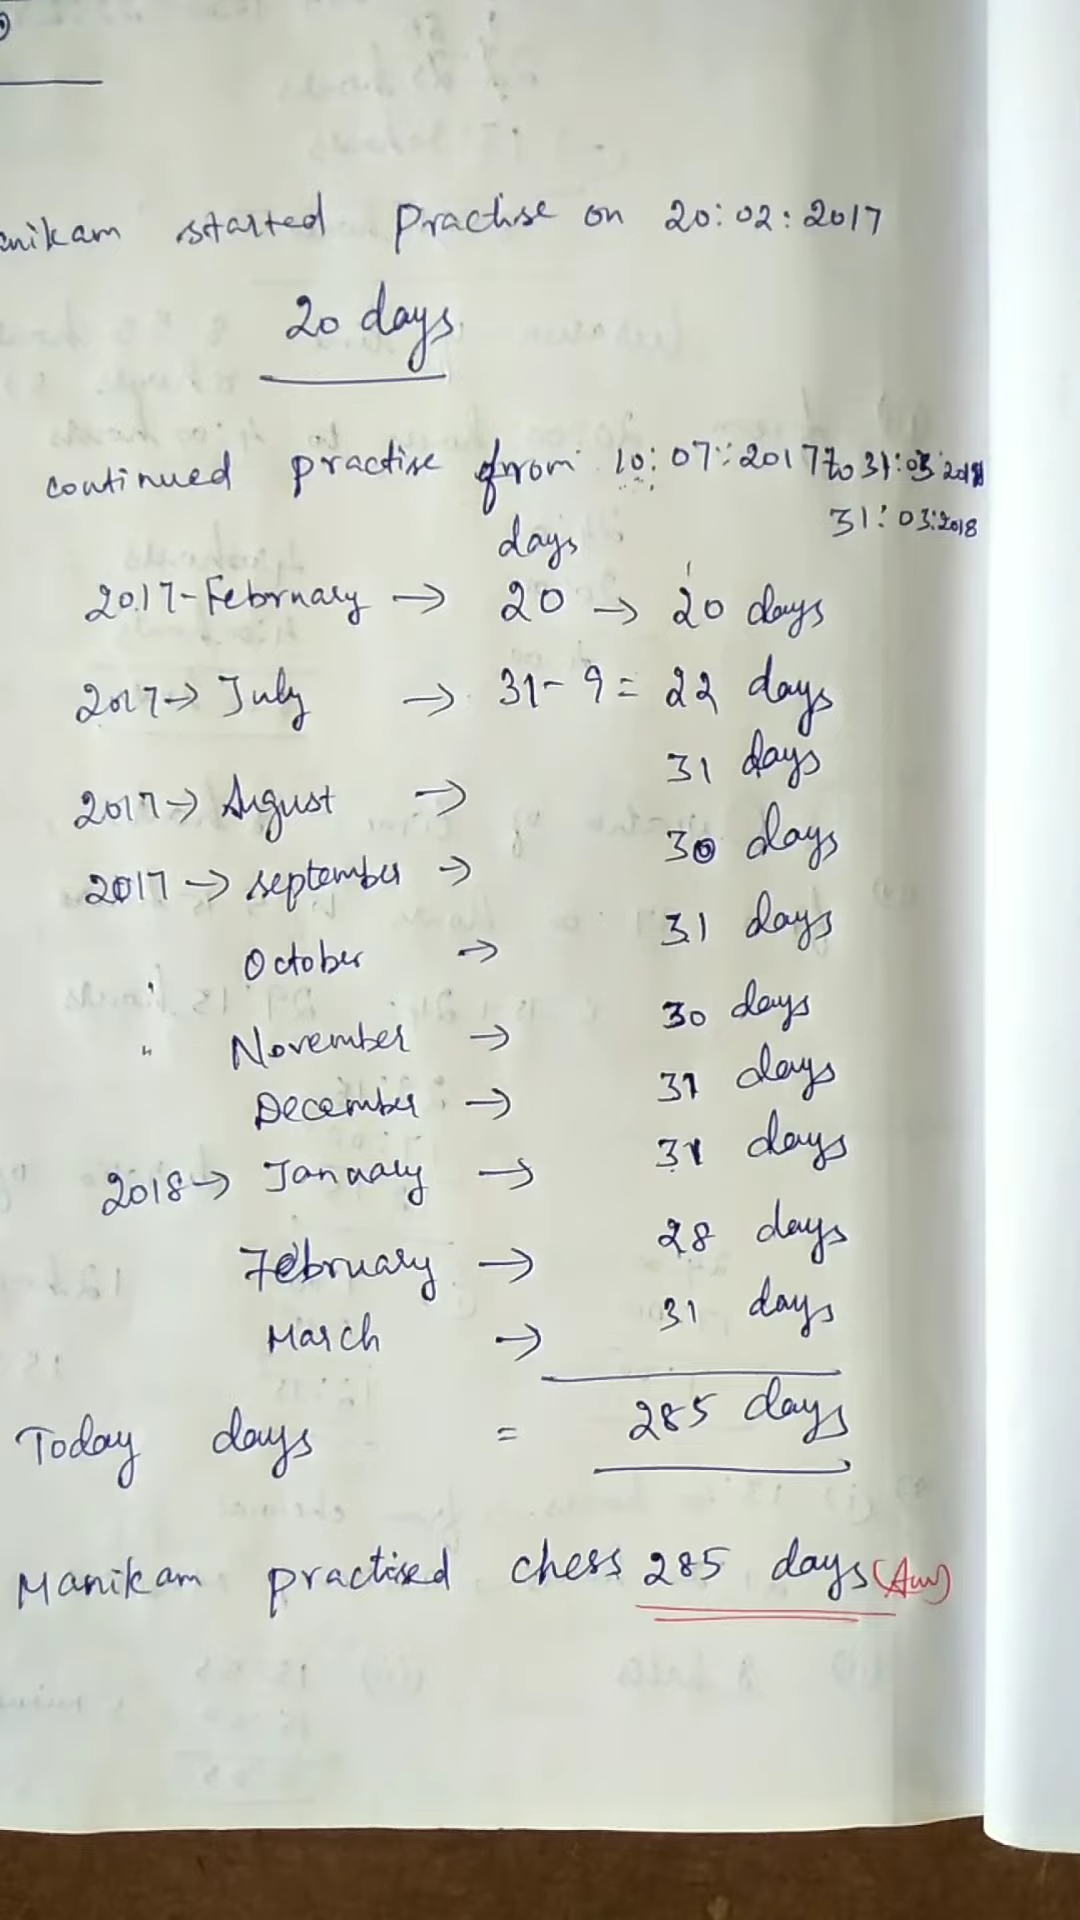 started Practise on 20:02:2017
20 days
continued practise from 10:07:2017 to 31:03:2018
31:03:2018
days
2017-February → 20 → 20 days
2017→ July → 31-9= 22 days
2017→ August → 31 days
2017→ september → 30 days
October → 31 days
" November → 30 days
December → 31 days
2018→ January → 31 days
February → 28 days
March → 31 days
Today days = 285 days
Manikam practised chess 285 days (Ans)